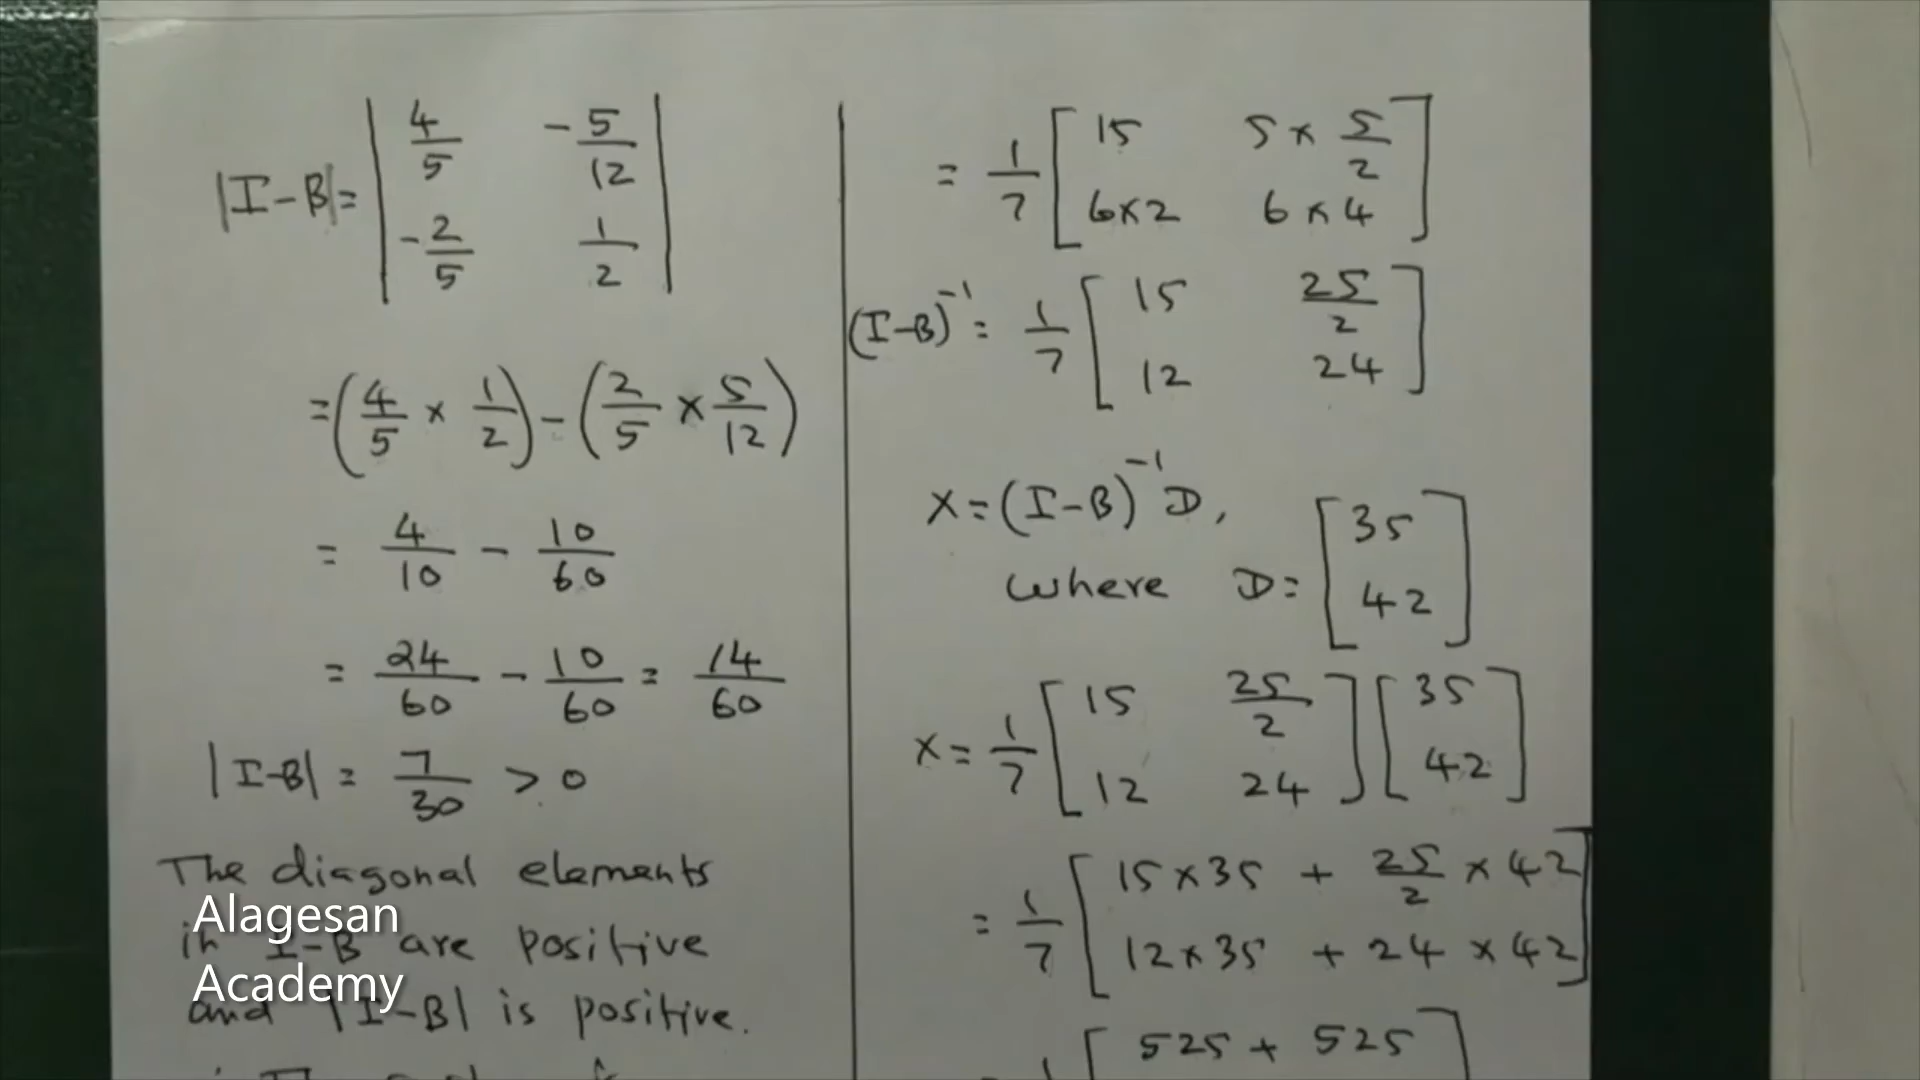 |I-B| = | 4/5 -5/12 |
| -2/5 1/2 |
= (4/5 × 1/2) - (2/5 × 5/12)
= 4/10 - 10/60
= 24/60 - 10/60 = 14/60
|I-B| = 7/30 > 0
The diagonal elements
in I-B are positive
and |I-B| is positive.
= 1/7 [ 15 5 × 5/2 ]
[ 6×2 6 × 4 ]
(I-B)^-1 = 1/7 [ 15 25/2 ]
[ 12 24 ]
X = (I-B)^-1 D,
where D = [ 35 ]
[ 42 ]
X = 1/7 [ 15 25/2 ] [ 35 ]
[ 12 24 ] [ 42 ]
= 1/7 [ 15×35 + 25/2 × 42 ]
[ 12×35 + 24 × 42 ]
[ 525 + 525 ]
Alagesan
Academy